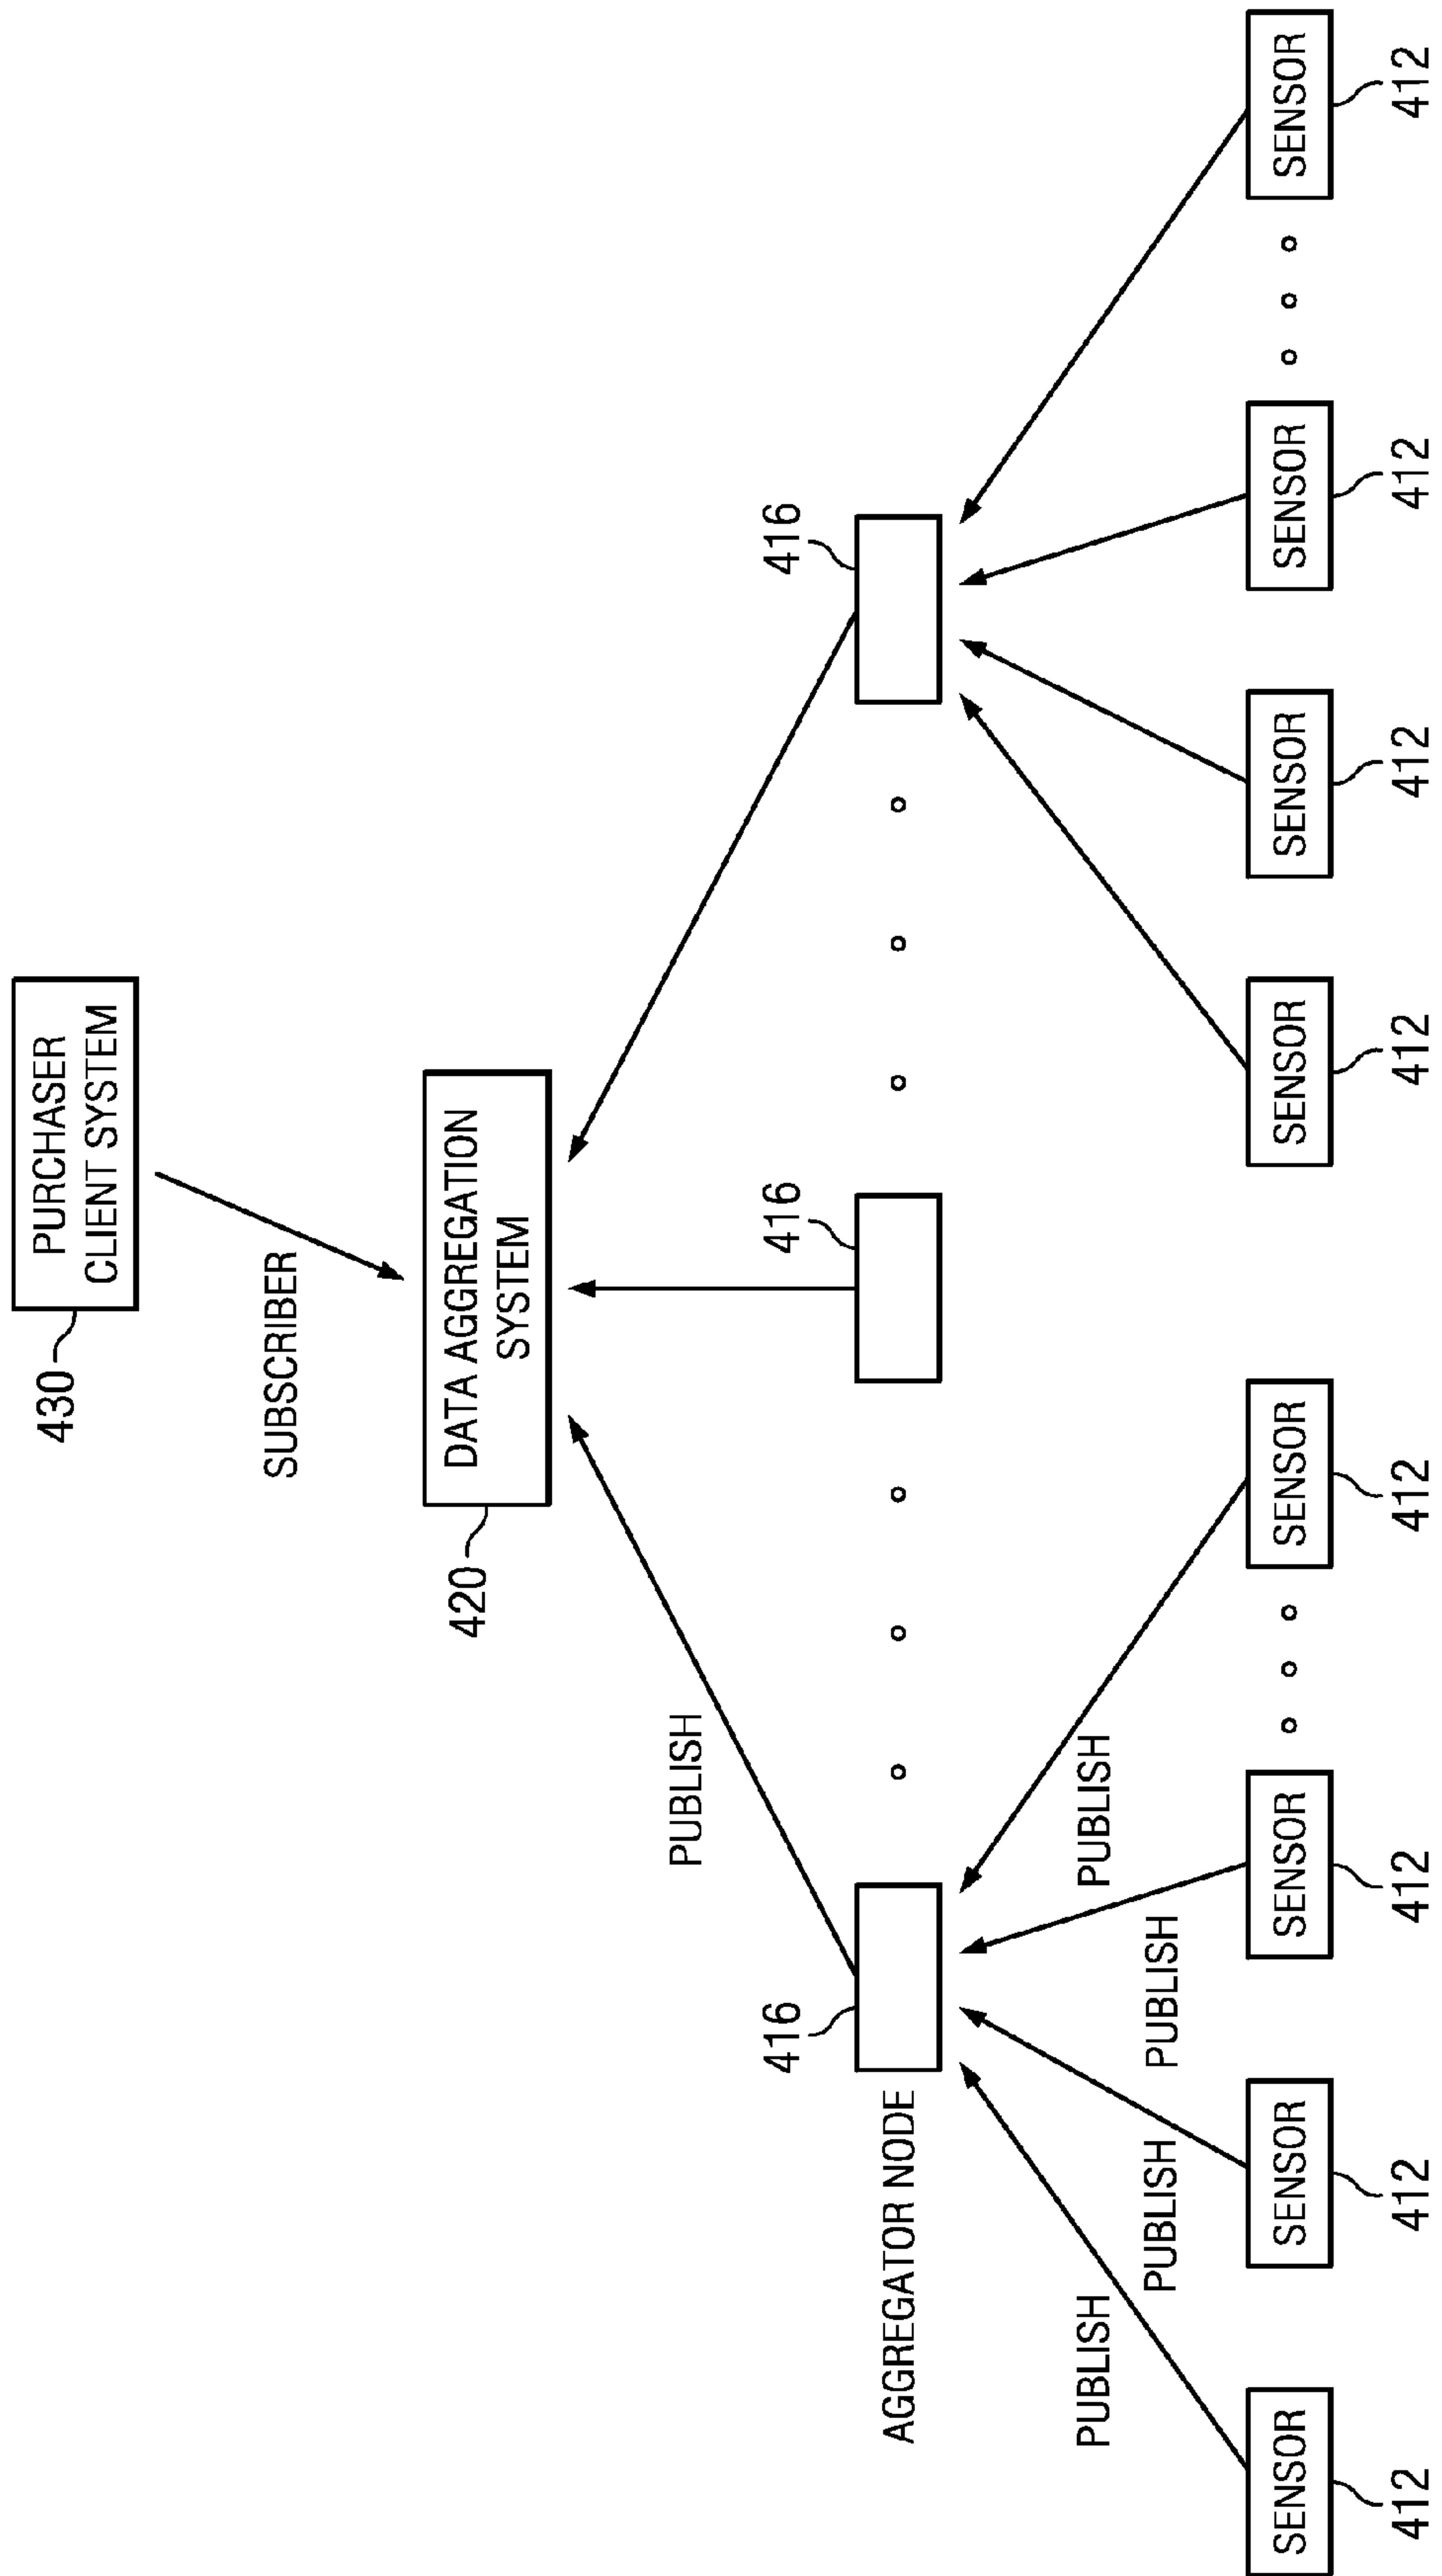 PURCHASER
CLIENT SYSTEM
430
SUBSCRIBER
DATA AGGREGATION
SYSTEM
420
PUBLISH
416
416
416
AGGREGATOR NODE
PUBLISH
PUBLISH
PUBLISH
PUBLISH
SENSOR
SENSOR
SENSOR
SENSOR
SENSOR
SENSOR
SENSOR
SENSOR
412
412
412
412
412
412
412
412